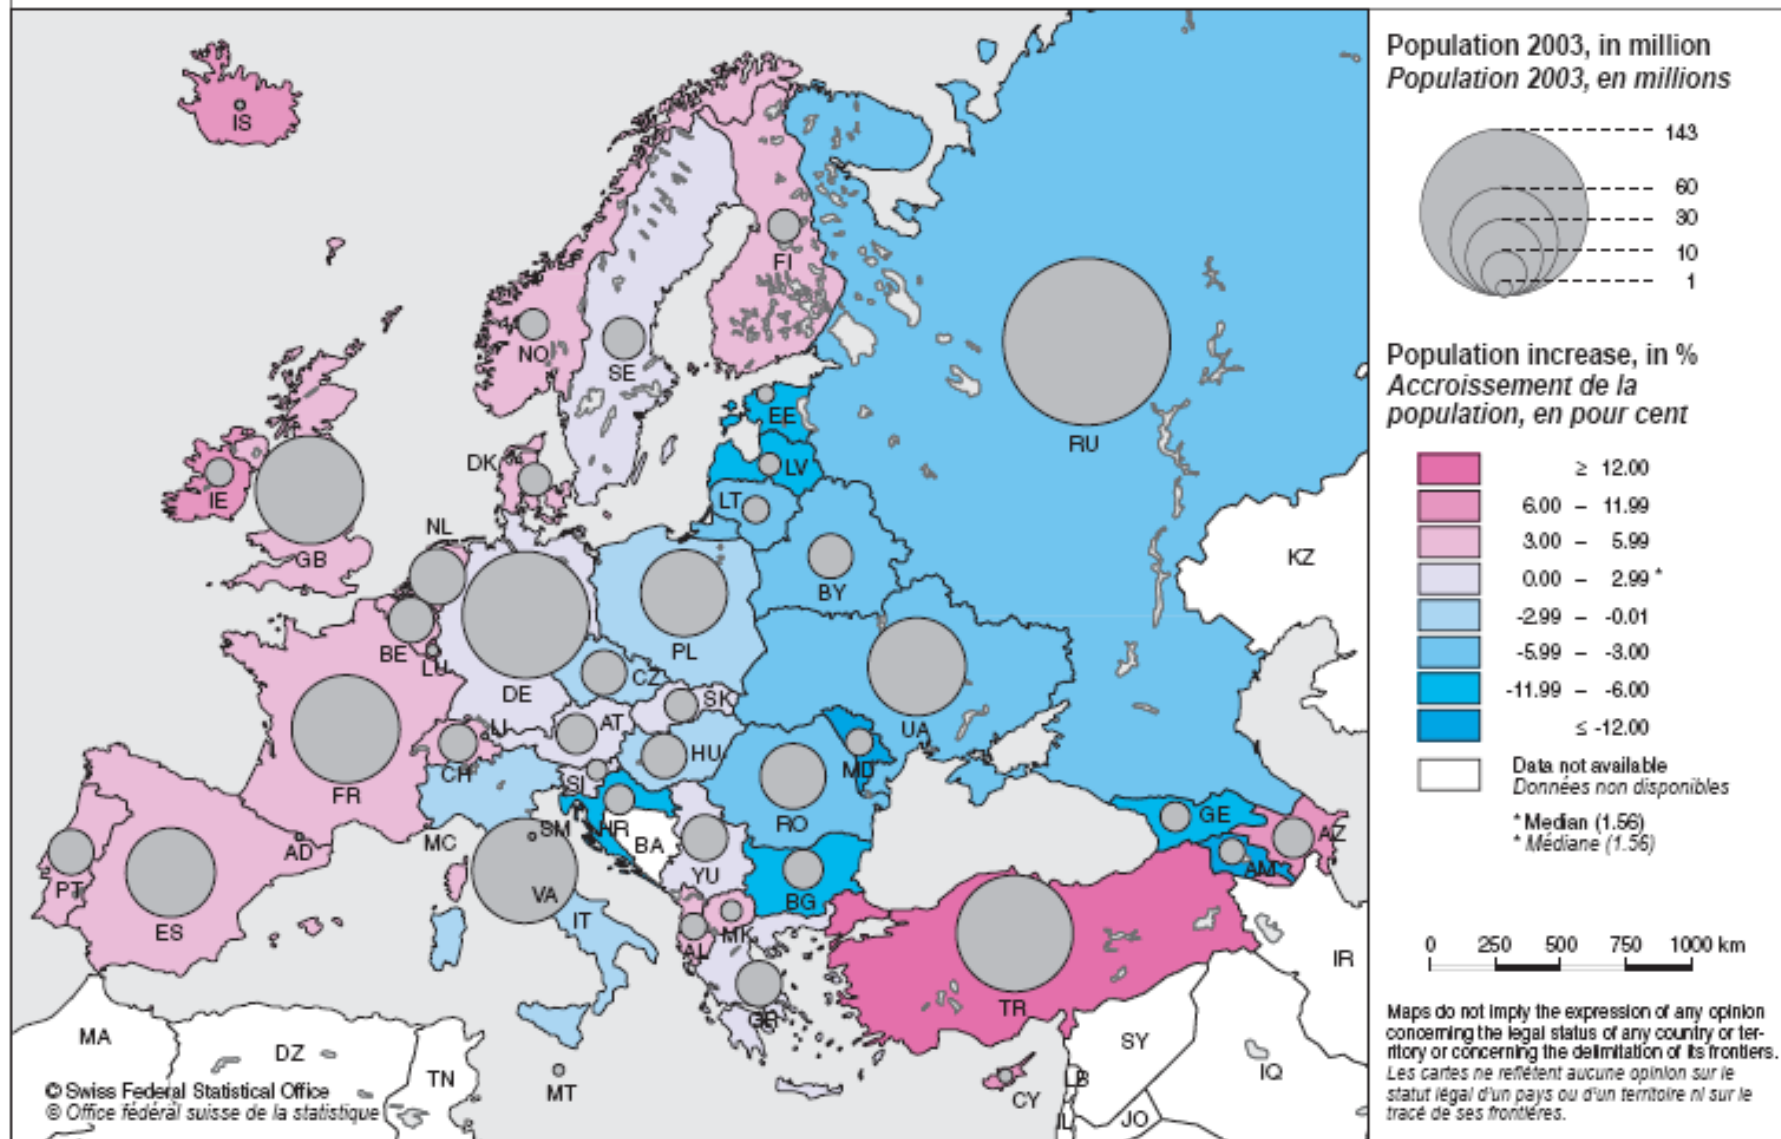 Population 2003, in million
Population 2003, en millions
143
60
30
10
1
Population increase, in %
Accroissement de la
population, en pour cent
≥ 12.00
6.00 – 11.99
3.00 – 5.99
0.00 – 2.99 *
-2.99 – -0.01
-5.99 – -3.00
-11.99 – -6.00
≤ -12.00
Data not available
Données non disponibles
* Median (1.56)
* Médiane (1.56)
0 250 500 750 1000 km
Maps do not imply the expression of any opinion
concerning the legal status of any country or ter-
ritory or concerning the delimitation of its frontiers.
Les cartes ne reflètent aucune opinion sur le
statut légal d'un pays ou d'un territoire ni sur le
tracé de ses frontières.
IS
FI
NO
SE
RU
EE
LV
DK
LT
IE
NL
GB
KZ
BY
BE
LU
PL
CZ
DE
SK
AT
UA
LI
HU
MD
CH
SI
FR
GE
AZ
SM
HR
RO
MC
AD
BA
AM
PT
YU
VA
BG
ES
IT
MK
AL
IR
TR
GR
MA
SY
DZ
TN
IQ
LB
MT
CY
JO
IL
© Swiss Federal Statistical Office
© Office fédéral suisse de la statistique